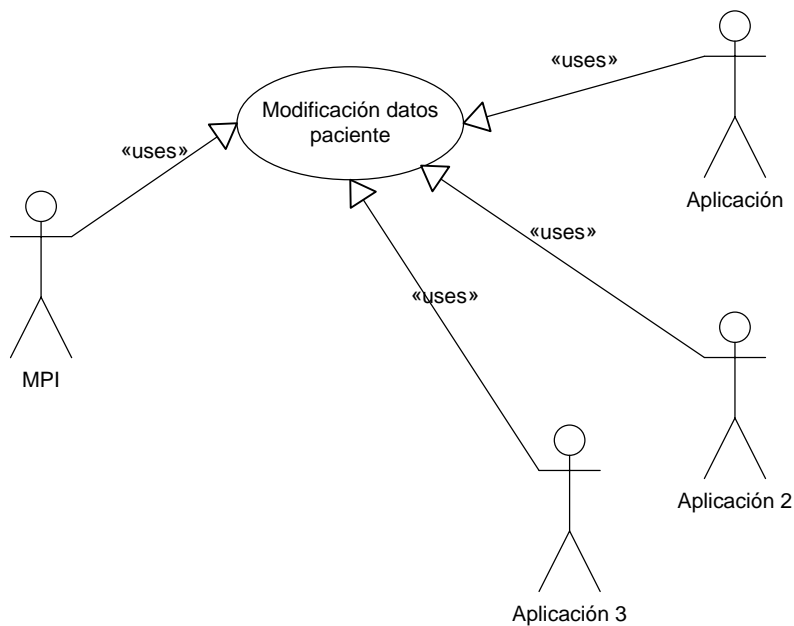 «uses»
Modificación datos
paciente
«uses»
Aplicación
«uses»
MPI
«uses»
Aplicación 2
Aplicación 3